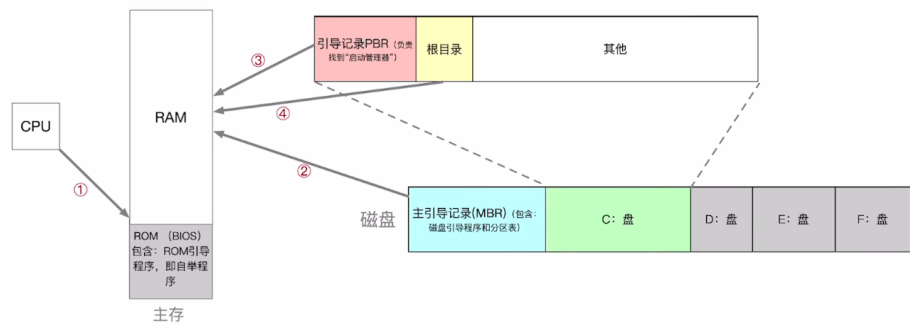 引导记录PBR（负责
找到“启动管理器”）
根目录
其他
③
④
CPU
RAM
①
②
磁盘
主引导记录(MBR)（包含：
磁盘引导程序和分区表）
C：盘
D：盘
E：盘
F：盘
ROM （BIOS）
包含：ROM引导
程序，即自举程
序
主存